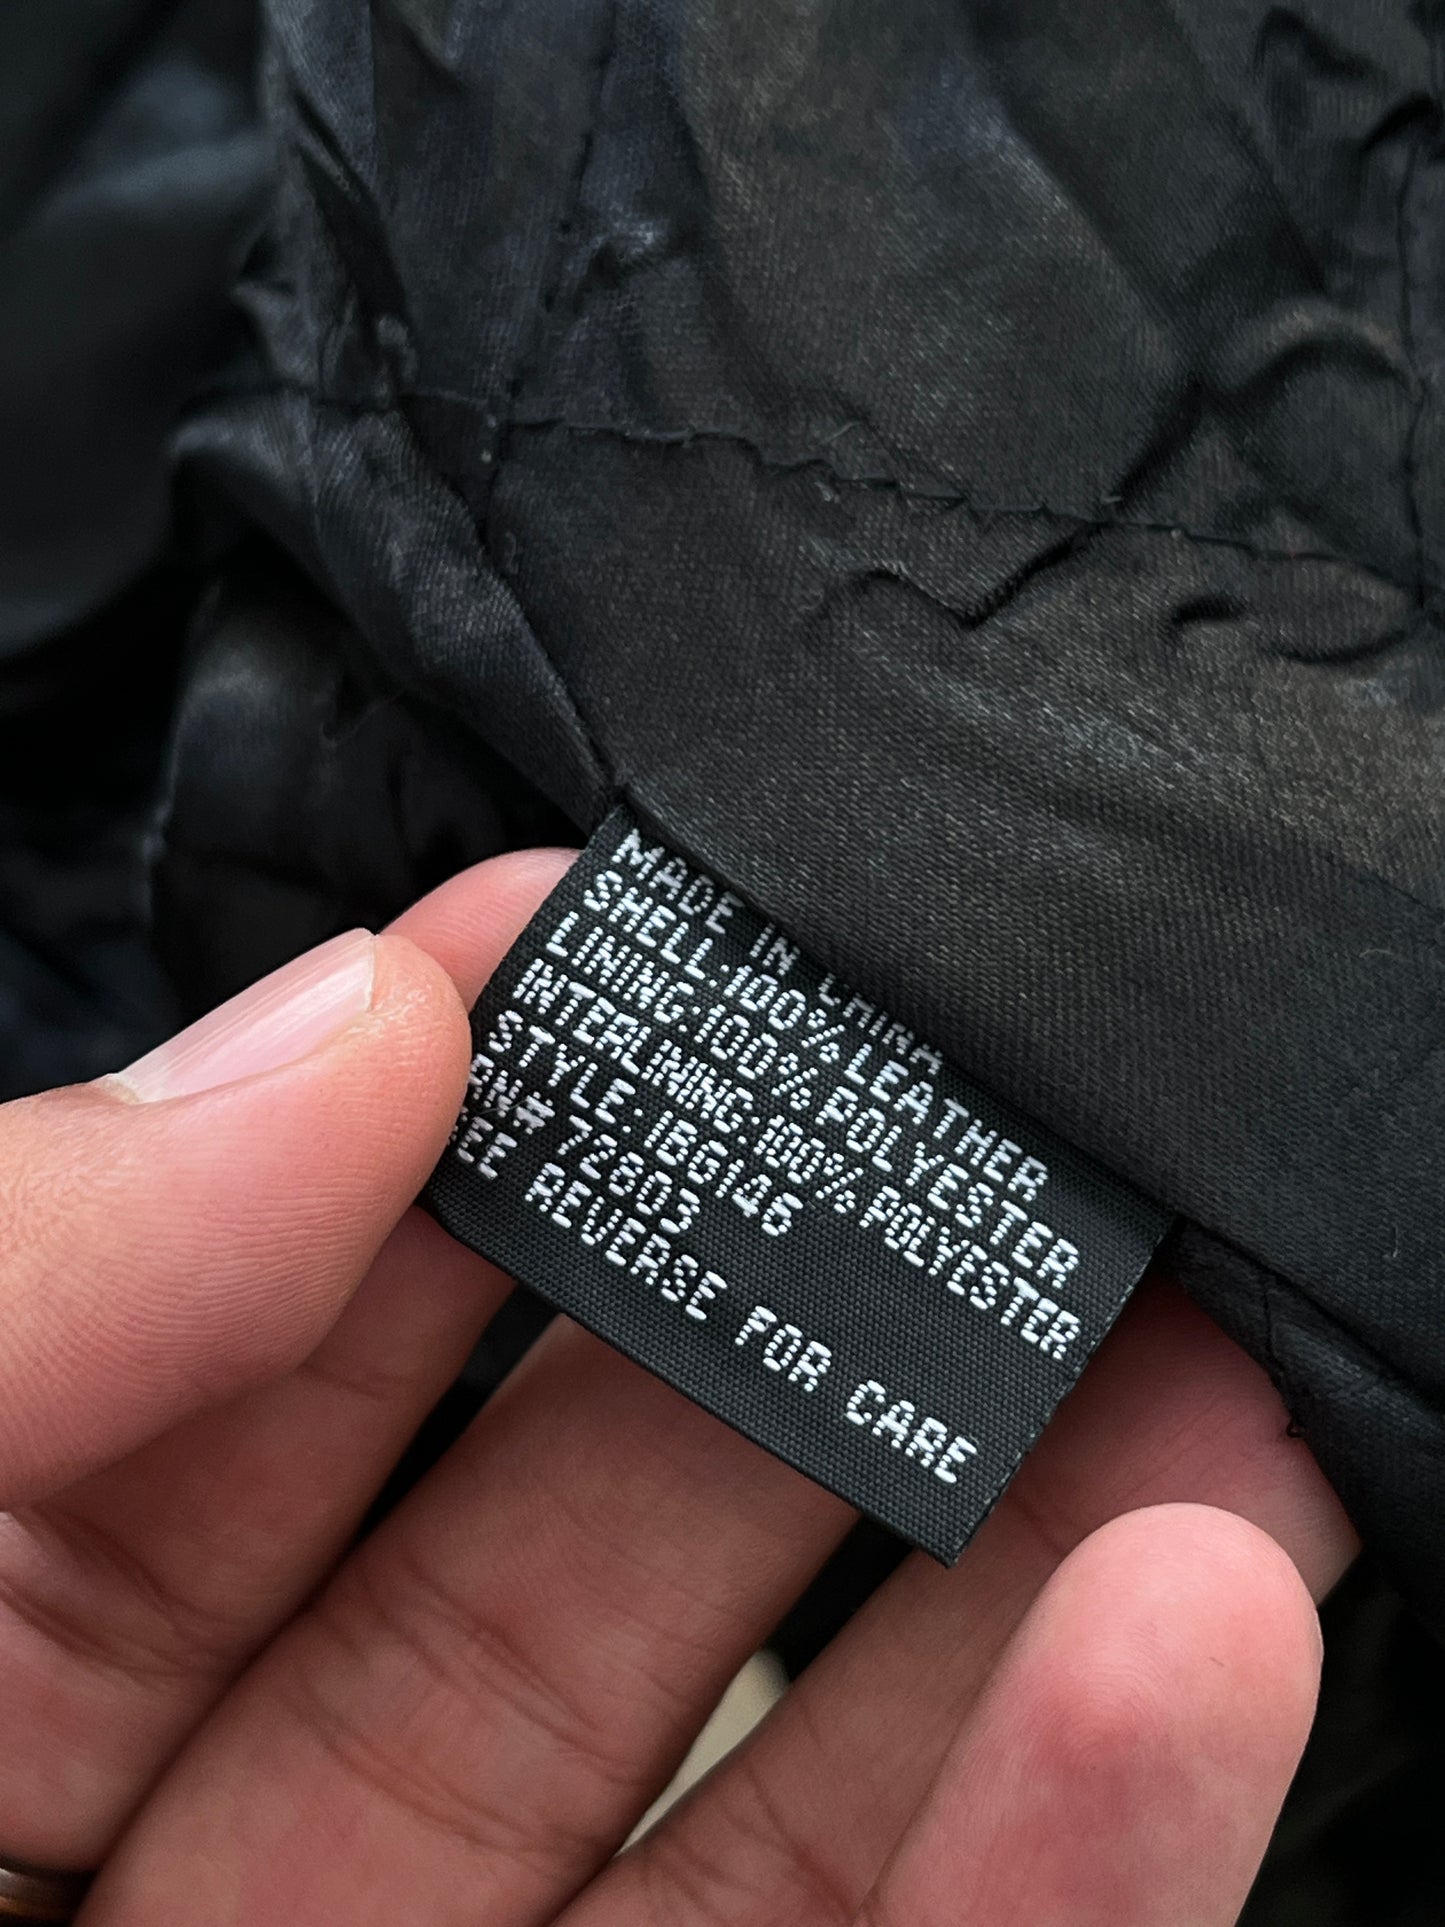 MADE IN CHINA
SHELL:100% LEATHER
LINING:100% POLYESTER
INTERLINING:100% POLYESTER
STYLE:1BG146
RN# 72803
SEE REVERSE FOR CARE